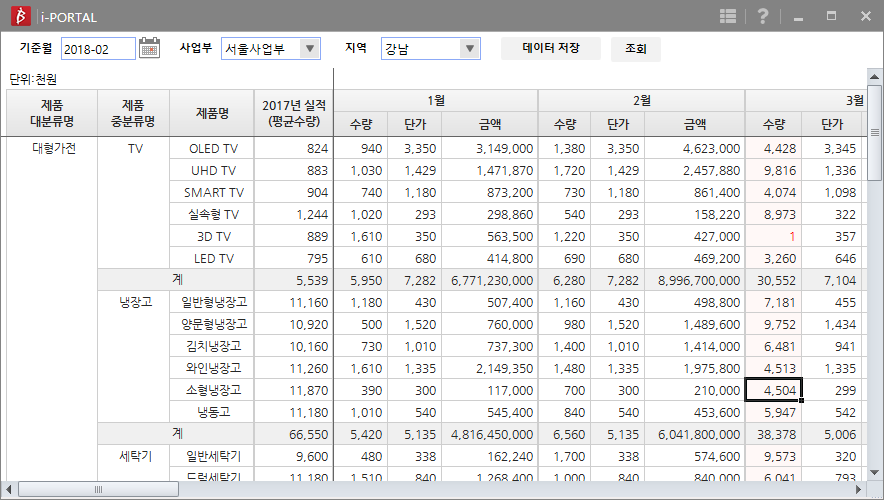 i-PORTAL ?
기준월 2018-02 사업부 서울사업부 지역 강남 데이터 저장 조회
단위:천원
제품 대분류명 제품 중분류명 제품명 2017년 실적 (평균수량) 1월 2월 3월
수량 단가 금액 수량 단가 금액 수량 단가
대형가전 TV OLED TV 824 940 3,350 3,149,000 1,380 3,350 4,623,000 4,428 3,345
UHD TV 883 1,030 1,429 1,471,870 1,720 1,429 2,457,880 9,816 1,336
SMART TV 904 740 1,180 873,200 730 1,180 861,400 4,074 1,098
실속형 TV 1,244 1,020 293 298,860 540 293 158,220 8,973 322
3D TV 889 1,610 350 563,500 1,220 350 427,000 1 357
LED TV 795 610 680 414,800 690 680 469,200 3,260 646
계 5,539 5,950 7,282 6,771,230,000 6,280 7,282 8,996,700,000 30,552 7,104
냉장고 일반형냉장고 11,160 1,180 430 507,400 1,160 430 498,800 7,181 455
양문형냉장고 10,920 500 1,520 760,000 980 1,520 1,489,600 9,752 1,434
김치냉장고 10,160 730 1,010 737,300 1,400 1,010 1,414,000 6,481 941
와인냉장고 11,260 1,610 1,335 2,149,350 1,480 1,335 1,975,800 4,513 1,335
소형냉장고 11,870 390 300 117,000 700 300 210,000 4,504 299
냉동고 11,180 1,010 540 545,400 840 540 453,600 5,947 542
계 66,550 5,420 5,135 4,816,450,000 6,560 5,135 6,041,800,000 38,378 5,006
세탁기 일반세탁기 9,600 480 338 162,240 1,700 338 574,600 9,573 320
드럼세탁기 11,180 1,510 840 1,268,400 1,000 840 840,000 6,041 793